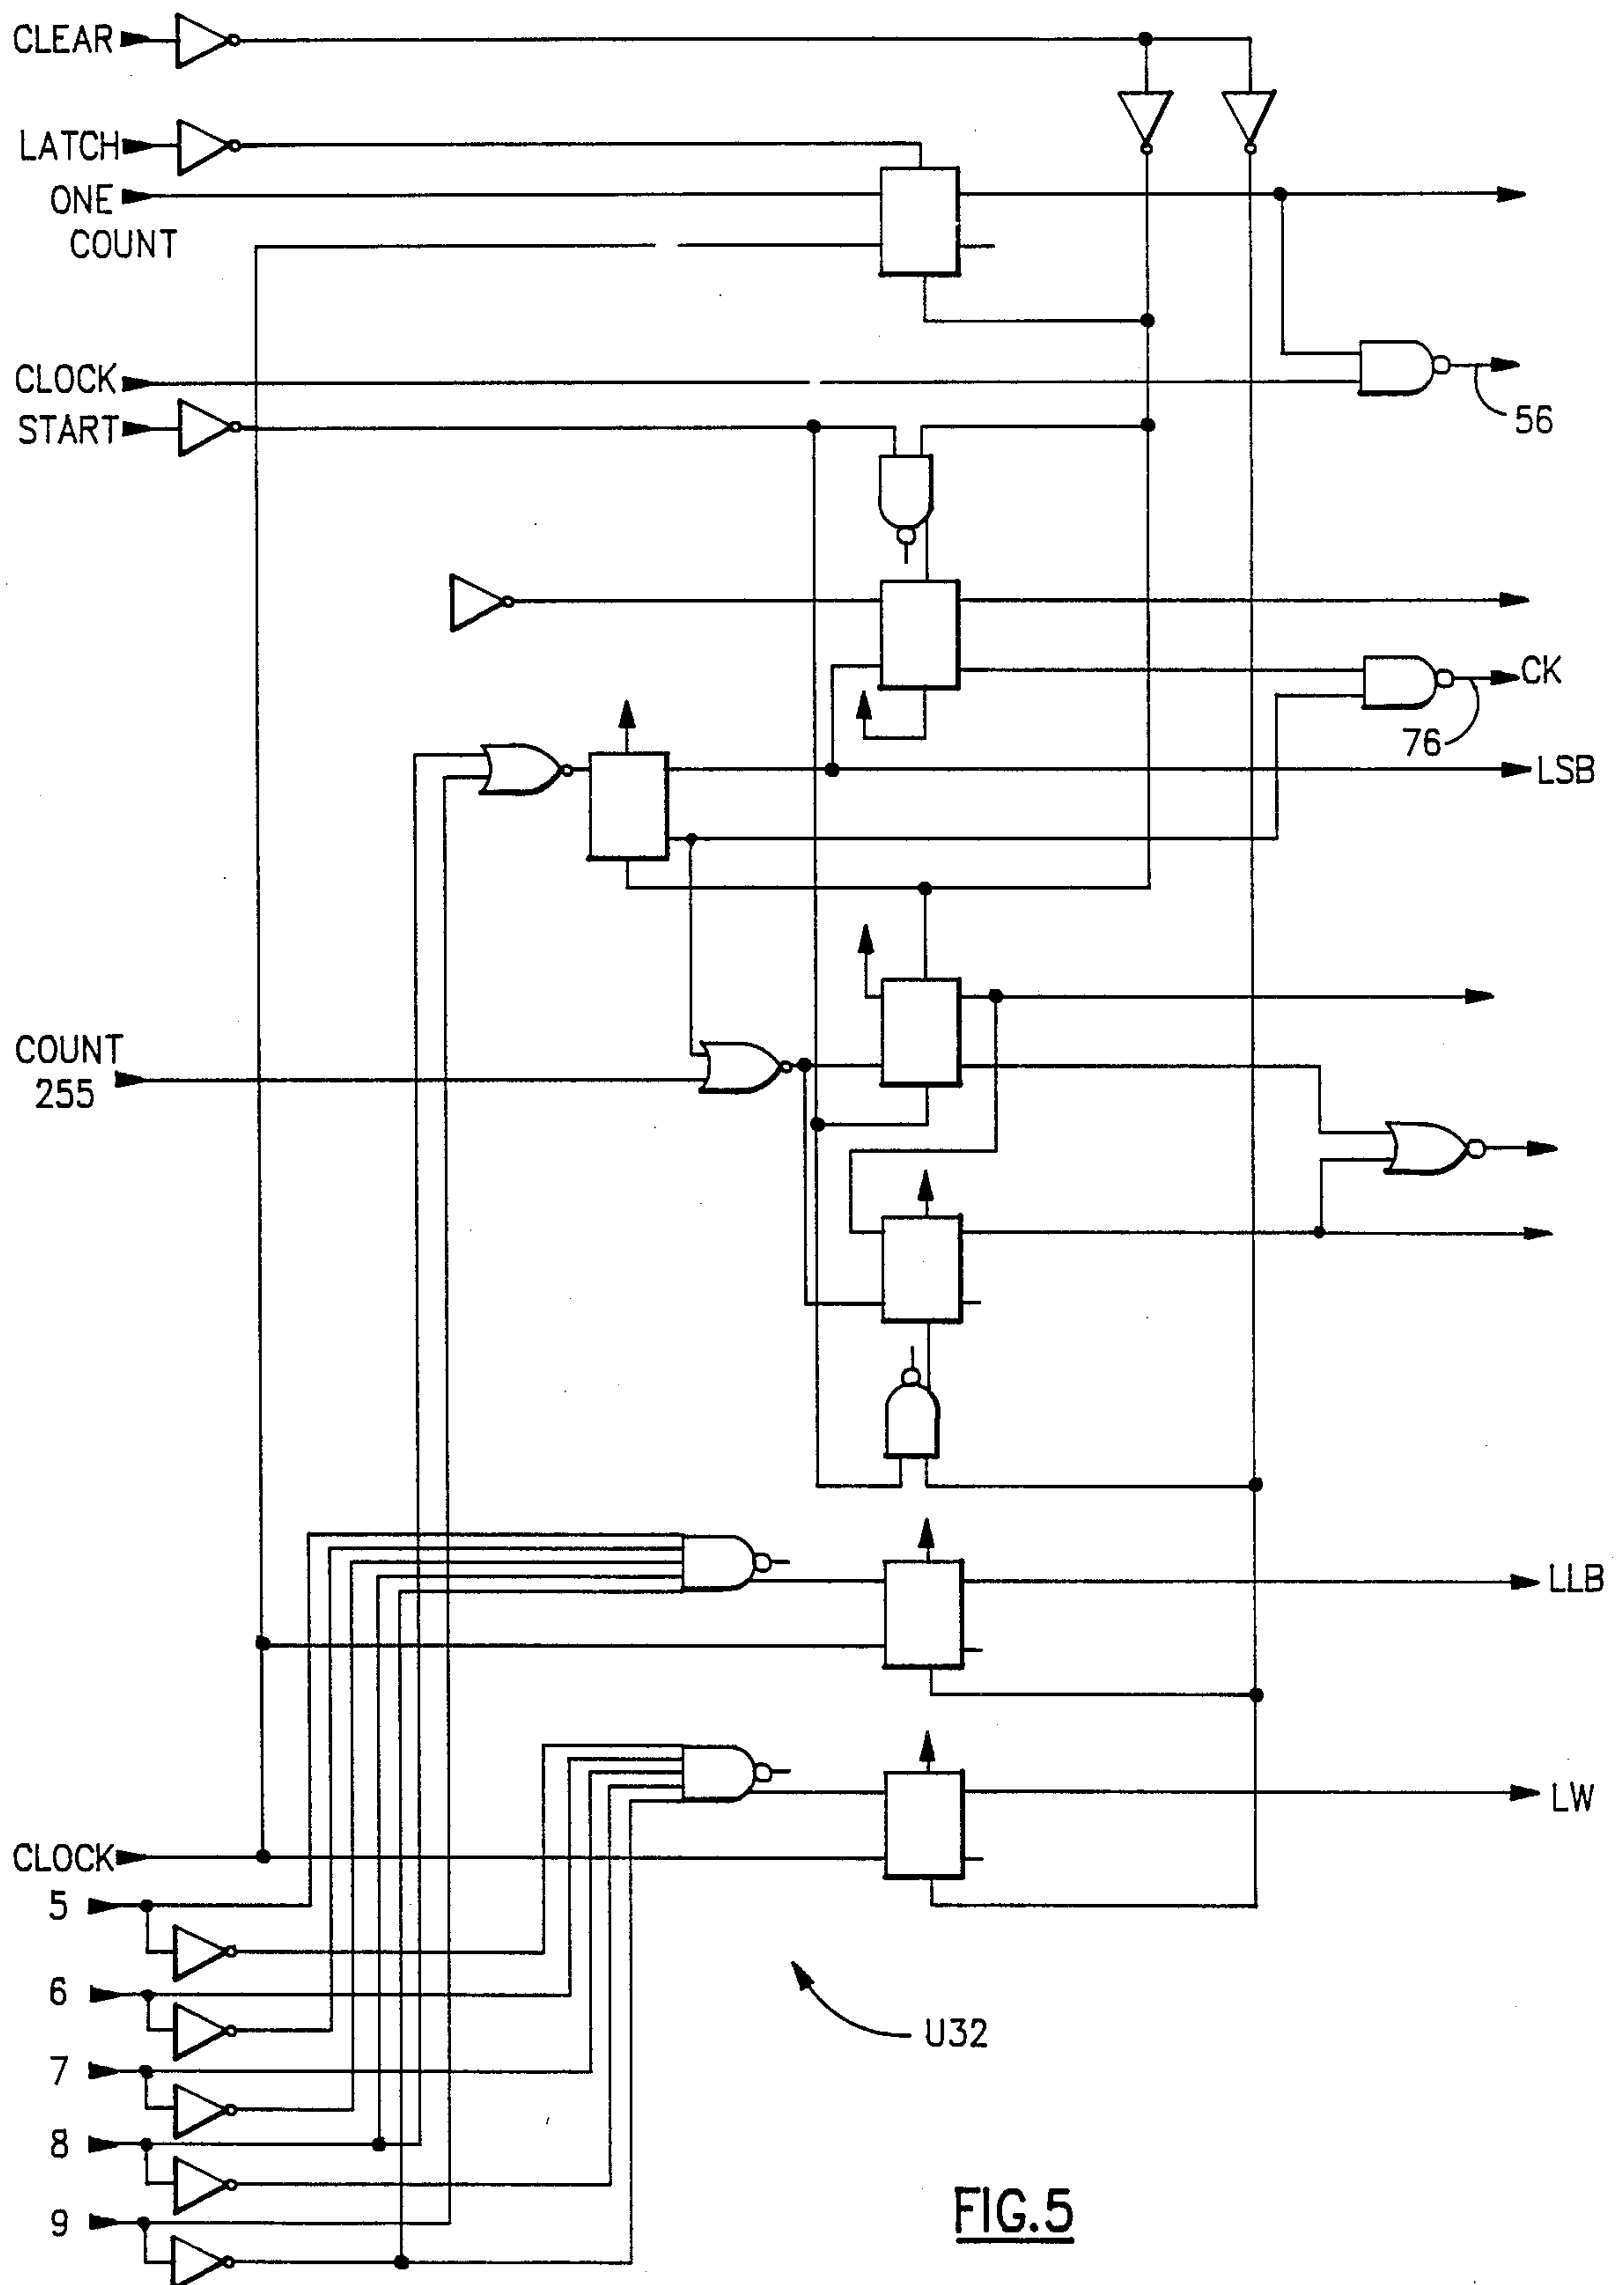 CLEAR
LATCH
ONE
COUNT
CLOCK
START
56
CK
76
LSB
COUNT
255
LLB
LW
CLOCK
5
6
7
8
9
U32
FIG.5